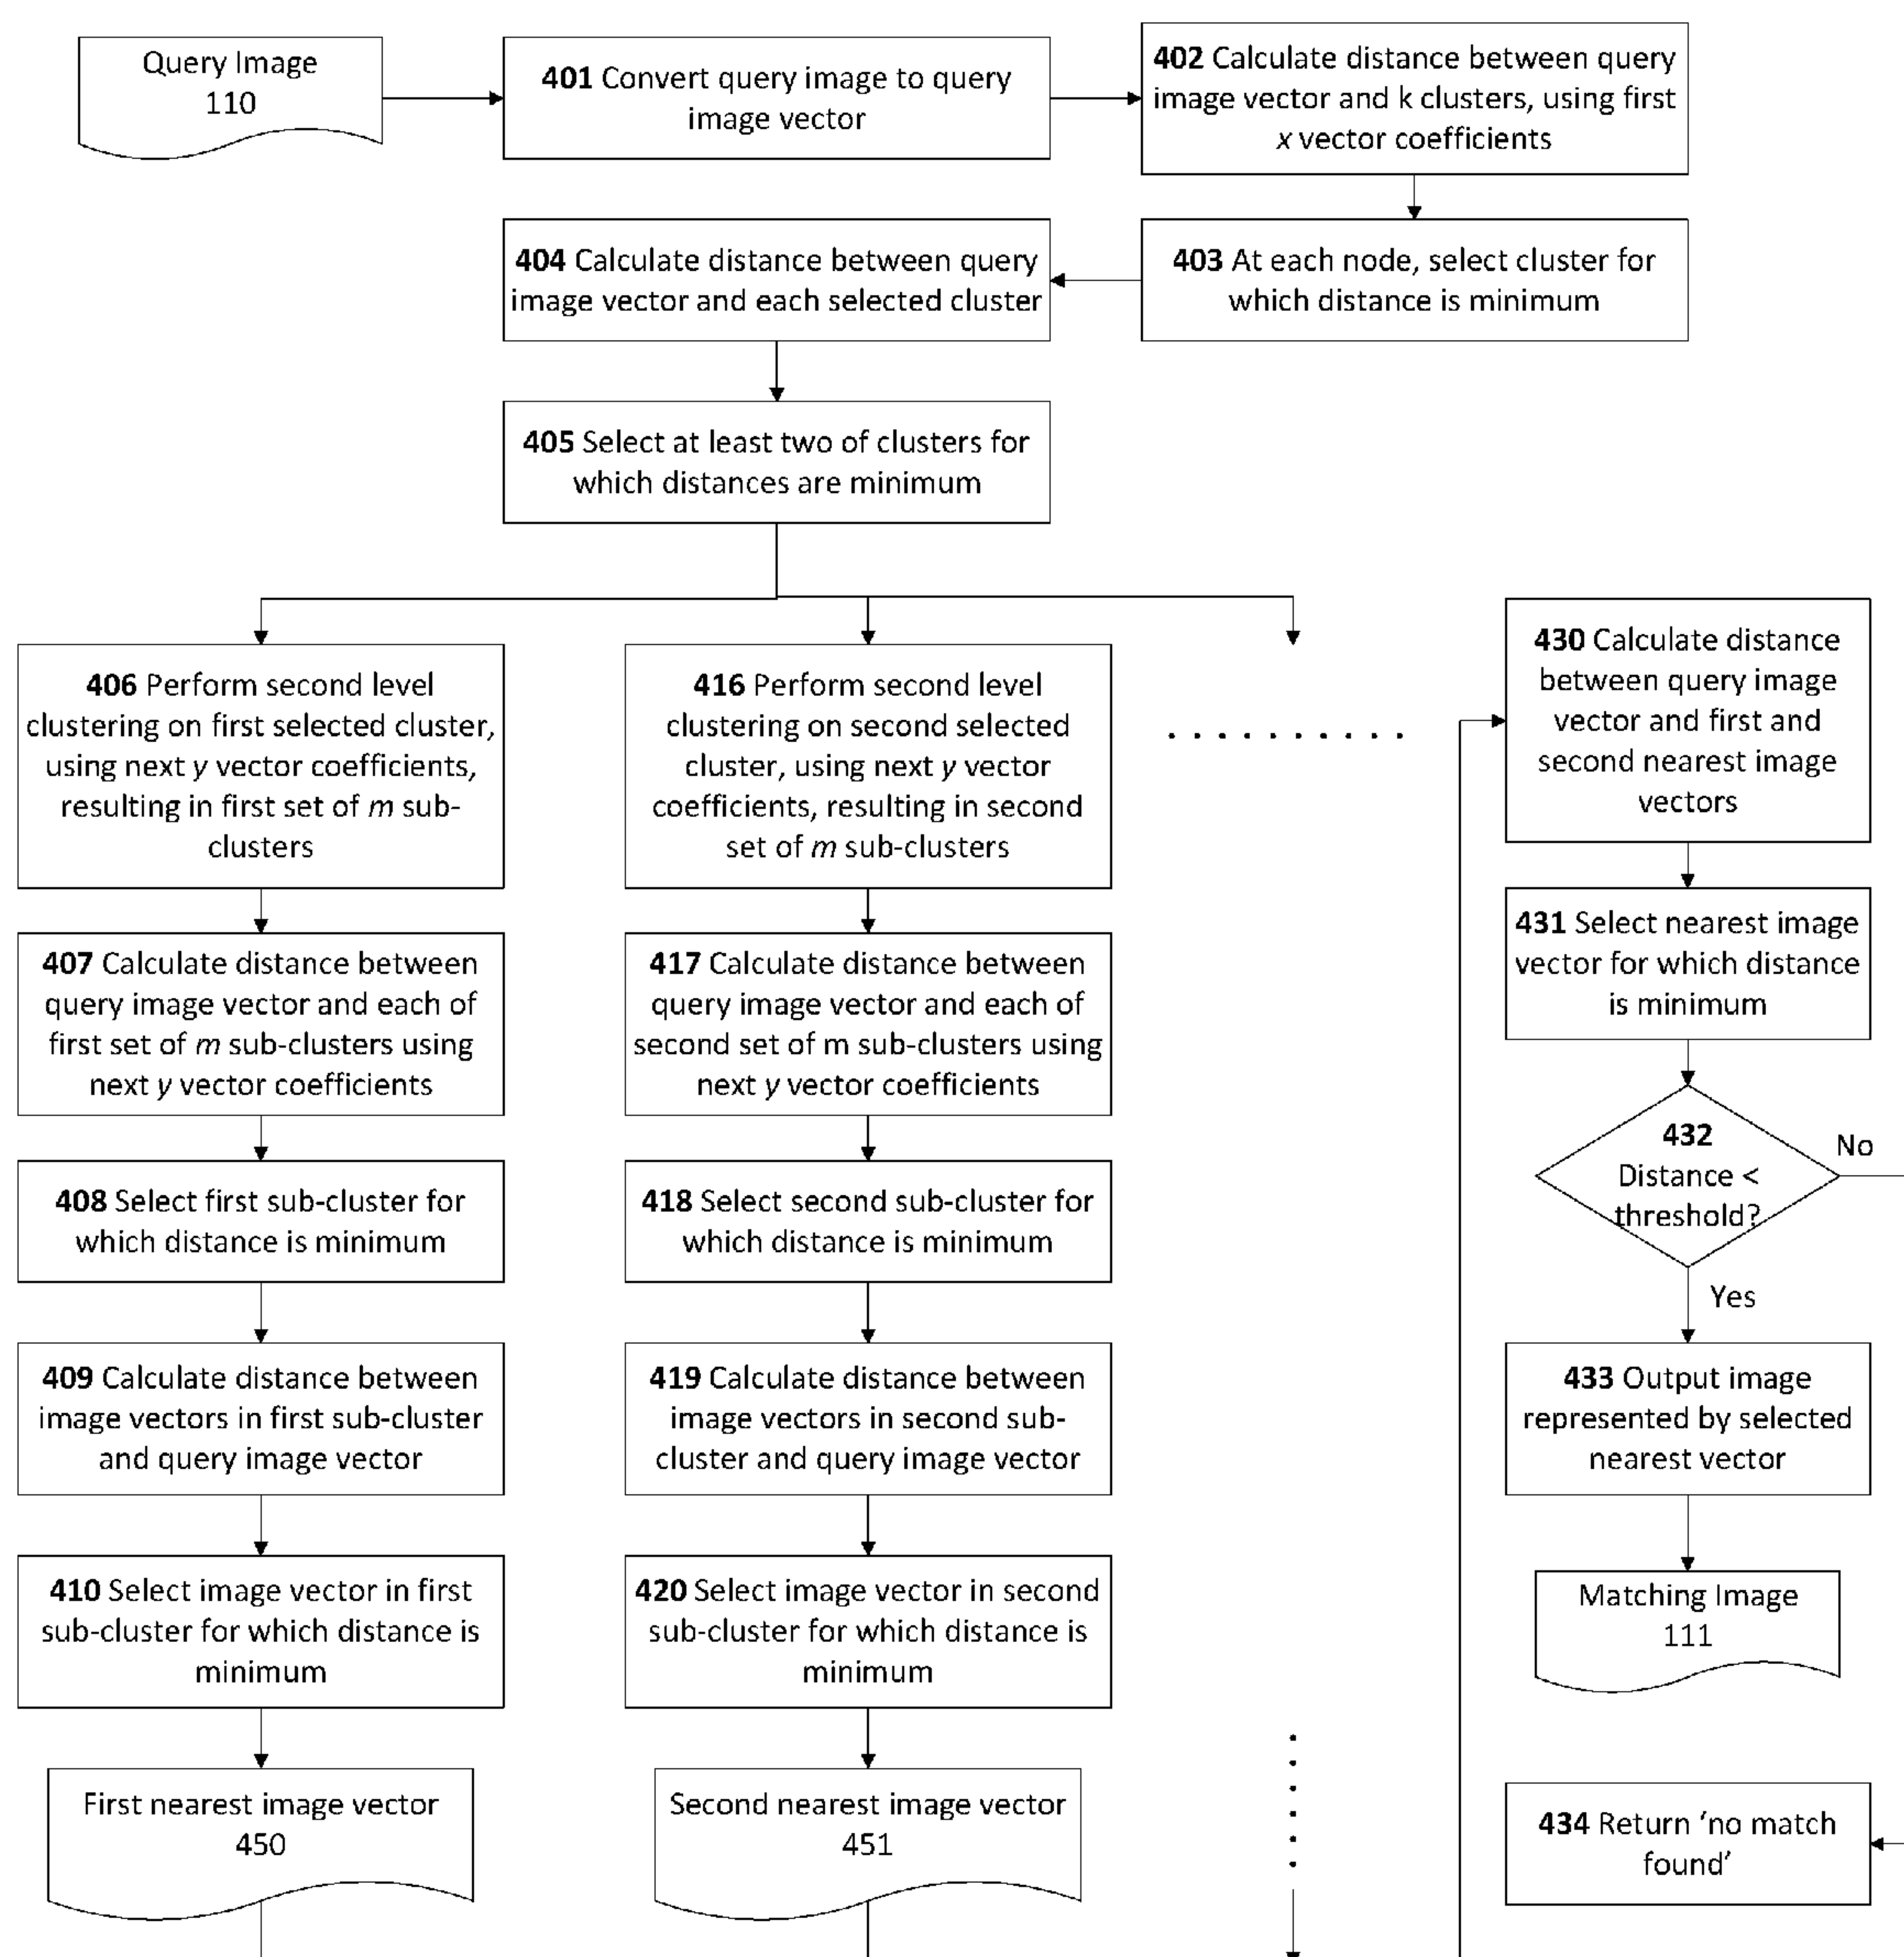 Query Image
110
401 Convert query image to query
image vector
402 Calculate distance between query
image vector and k clusters, using first
x vector coefficients
403 At each node, select cluster for
which distance is minimum
404 Calculate distance between query
image vector and each selected cluster
405 Select at least two of clusters for
which distances are minimum
406 Perform second level
clustering on first selected cluster,
using next y vector coefficients,
resulting in first set of m sub-
clusters
407 Calculate distance between
query image vector and each of
first set of m sub-clusters using
next y vector coefficients
408 Select first sub-cluster for
which distance is minimum
409 Calculate distance between
image vectors in first sub-cluster
and query image vector
410 Select image vector in first
sub-cluster for which distance is
minimum
First nearest image vector
450
416 Perform second level
clustering on second selected
cluster, using next y vector
coefficients, resulting in second
set of m sub-clusters
417 Calculate distance between
query image vector and each of
second set of m sub-clusters using
next y vector coefficients
418 Select second sub-cluster for
which distance is minimum
419 Calculate distance between
image vectors in second sub-
cluster and query image vector
420 Select image vector in second
sub-cluster for which distance is
minimum
Second nearest image vector
451
430 Calculate distance
between query image
vector and first and
second nearest image
vectors
431 Select nearest image
vector for which distance
is minimum
432
Distance <
threshold?
No
Yes
433 Output image
represented by selected
nearest vector
Matching Image
111
434 Return ‘no match
found’